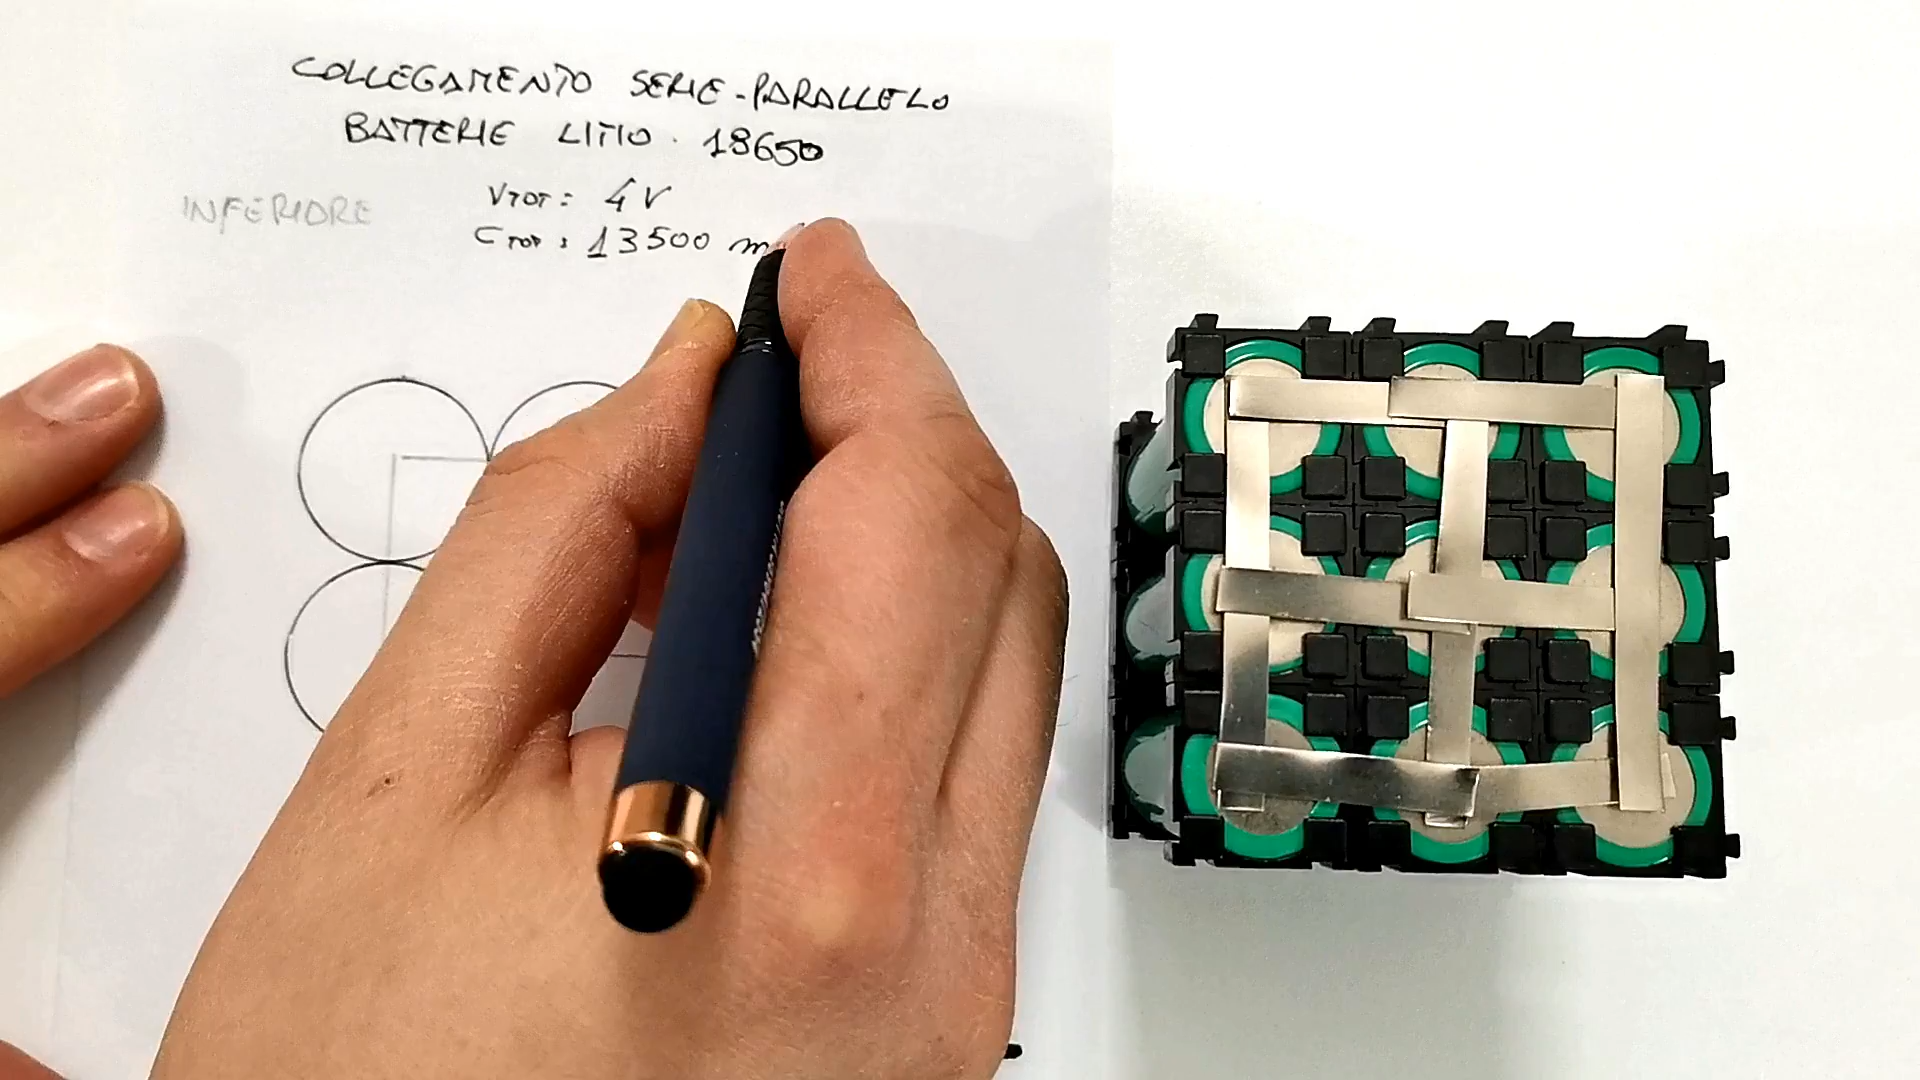 COLLEGAMENTO SERIE-PARALLELO
BATTERIE LITIO. 18650
VTOT: 4V
INFERIORE
CTOT: 13500 m